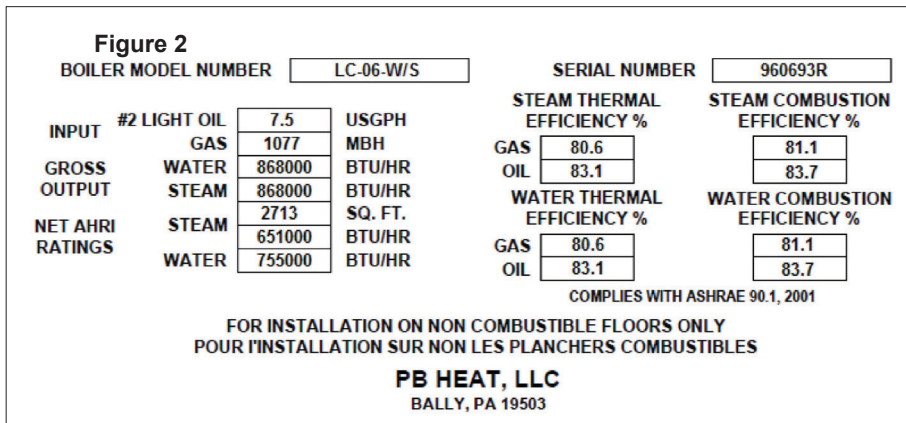 Figure 2
BOILER MODEL NUMBER LC-06-W/S SERIAL NUMBER 960693R
INPUT
#2 LIGHT OIL 7.5 USGPH
GAS 1077 MBH
GROSS OUTPUT
WATER 868000 BTU/HR
STEAM 868000 BTU/HR
NET AHRI RATINGS
STEAM 2713 SQ. FT.
651000 BTU/HR
WATER 755000 BTU/HR
STEAM THERMAL
EFFICIENCY %
GAS 80.6
OIL 83.1
STEAM COMBUSTION
EFFICIENCY %
81.1
83.7
WATER THERMAL
EFFICIENCY %
GAS 80.6
OIL 83.1
WATER COMBUSTION
EFFICIENCY %
81.1
83.7
COMPLIES WITH ASHRAE 90.1, 2001
FOR INSTALLATION ON NON COMBUSTIBLE FLOORS ONLY
POUR l'INSTALLATION SUR NON LES PLANCHERS COMBUSTIBLES
PB HEAT, LLC
BALLY, PA 19503